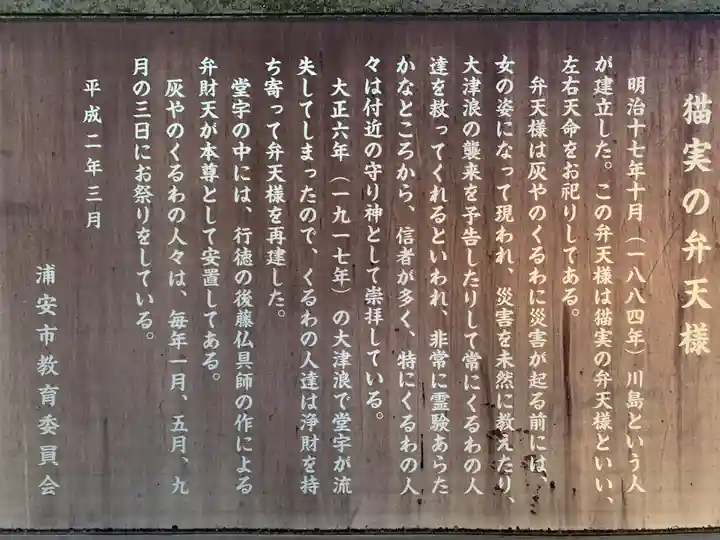 猫実の弁天様
明治十七年十月（一八八四年）川島という人
が建立した。この弁天様は猫実の弁天様といい、
左右天命をお祀りしてある。
弁天様は灰やのくるわに災害が起る前には、
女の姿になって現われ、災害を未然に教えたり、
大津浪の襲来を予告したりして常にくるわの人
達を救ってくれるといわれ、非常に霊験あらた
かなところから、信者が多く、特にくるわの人
々は付近の守り神として崇拝している。
大正六年（一九一七年）の大津浪で堂宇が流
失してしまったので、くるわの人達は浄財を持
ち寄って弁天様を再建した。
堂宇の中には、行徳の後藤仏具師の作による
弁財天が本尊として安置してある。
灰やのくるわの人々は、毎年一月、五月、九
月の三日にお祭りをしている。
平成二年三月
浦安市教育委員会